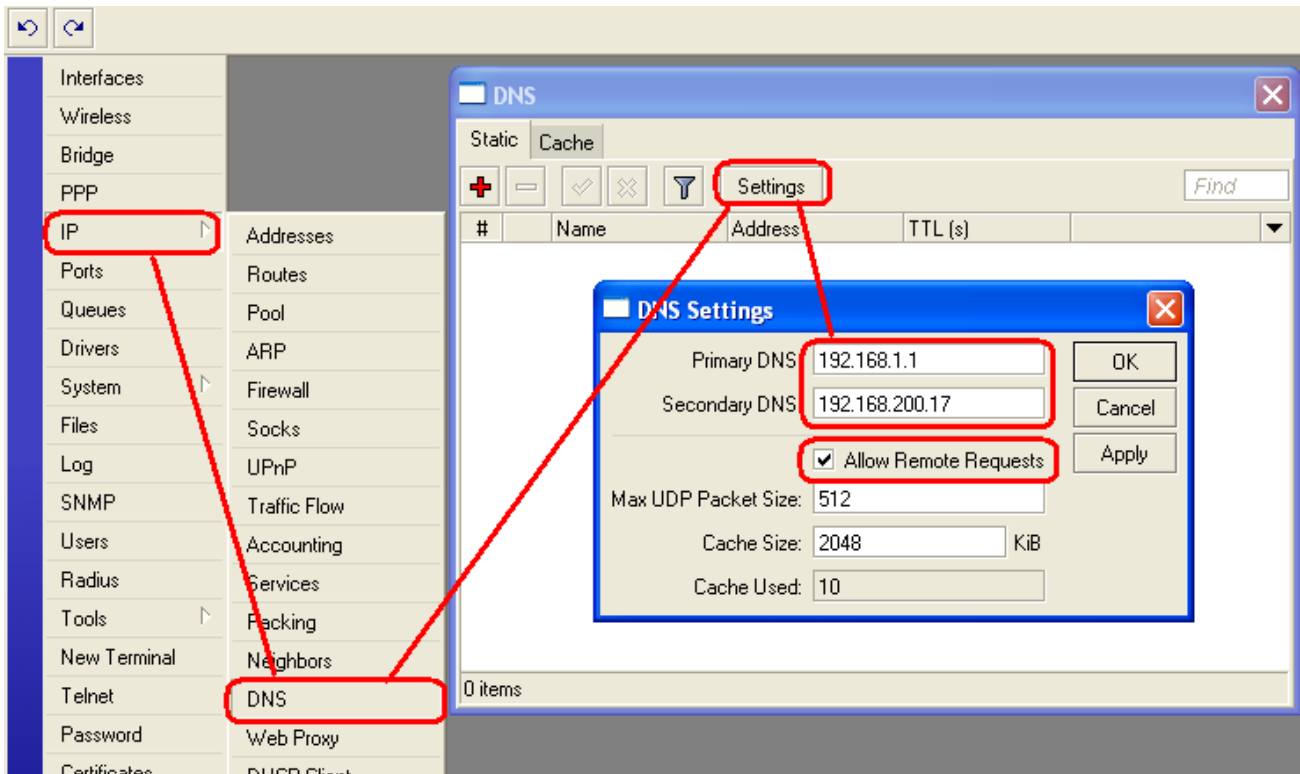 Interfaces
Wireless
Bridge
PPP
IP
Ports
Queues
Drivers
System
Files
Log
SNMP
Users
Radius
Tools
New Terminal
Telnet
Password
Certificates
Addresses
Routes
Pool
ARP
Firewall
Socks
UPnP
Traffic Flow
Accounting
Services
Packing
Neighbors
DNS
Web Proxy
DHCP Client
DNS
Static Cache
Settings Find
# Name Address TTL (s)
DNS Settings
Primary DNS: 192.168.1.1 OK
Secondary DNS: 192.168.200.17 Cancel
Allow Remote Requests Apply
Max UDP Packet Size: 512
Cache Size: 2048 KiB
Cache Used: 10
0 items